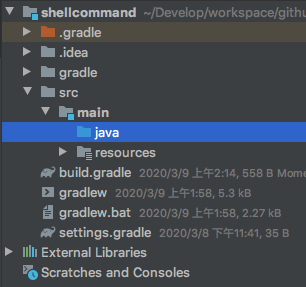 shellcommand ~/Develop/workspace/githu
.gradle
.idea
gradle
src
main
java
resources
build.gradle 2020/3/9 上午2:14, 558 B Mome
gradlew 2020/3/9 上午1:58, 5.3 kB
gradlew.bat 2020/3/9 上午1:58, 2.27 kB
settings.gradle 2020/3/8 下午11:41, 35 B
External Libraries
Scratches and Consoles